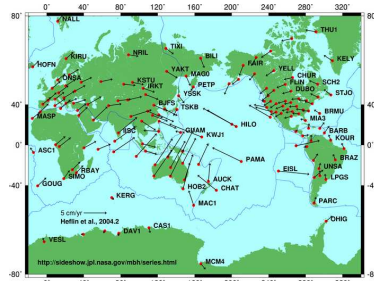 0° 40° 80° 120° 160° 200° 240° 280° 320°
80°
NALL
THU1
TIXI
KIRU
NRIL
BILI
FAIR
KELY
HOFN
YAKT
MAG0
YELL
CHUR
SCH2
ONSA
KSTU
PETP
IRKT
YSSK
DUBO
STJO
40°
BJFS
TSKB
BRMU
MASP
MIA3
IISC
GUAM
HILO
BARB
KWJ1
KOUR
0°
ASC1
PAMA
BRAZ
EISL
UNSA
RBAY
AUCK
LPGS
SIMO
HOB2
CHAT
GOUG
-40°
KERG
MAC1
PARC
5 cm/yr
Heflin et al., 2004.2
OHIG
CAS1
VESL
DAV1
http://sideshow.jpl.nasa.gov/mbh/series.html
MCM4
-80°